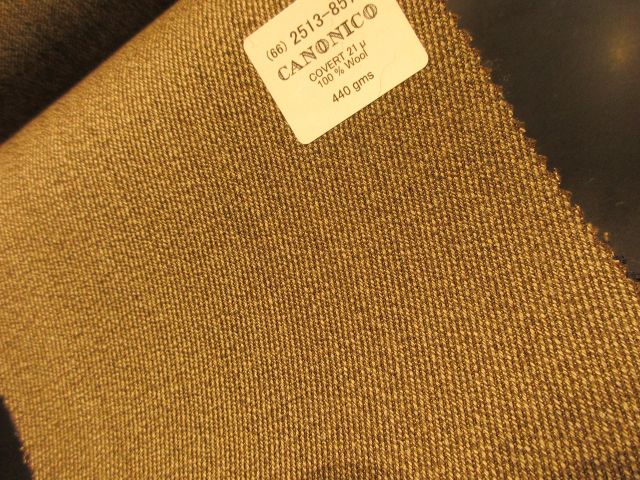 (66) 2513-851
CANONICO
COVERT 21 µ
100 % Wool
440 gms